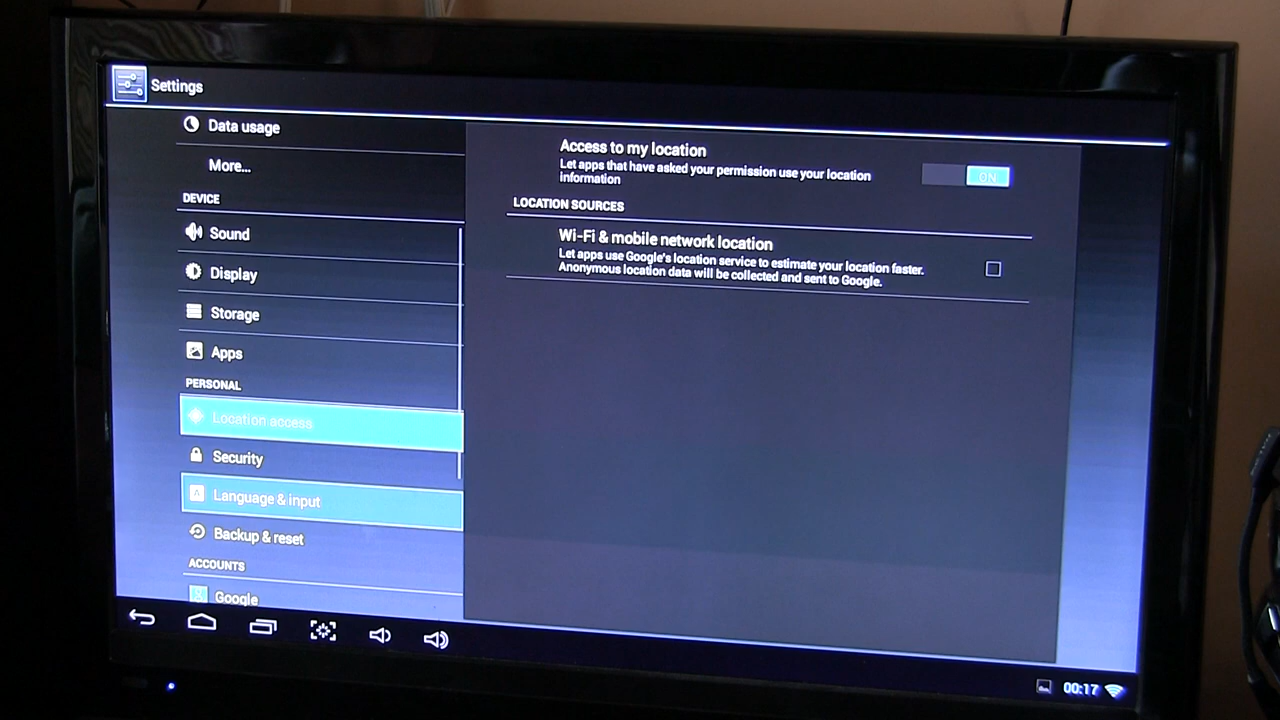 Settings
Data usage
More...
DEVICE
Sound
Display
Storage
Apps
PERSONAL
Location access
Security
Language & input
Backup & reset
ACCOUNTS
Google
Access to my location
Let apps that have asked your permission use your location
information
ON
LOCATION SOURCES
Wi-Fi & mobile network location
Let apps use Google's location service to estimate your location faster.
Anonymous location data will be collected and sent to Google.
00:17